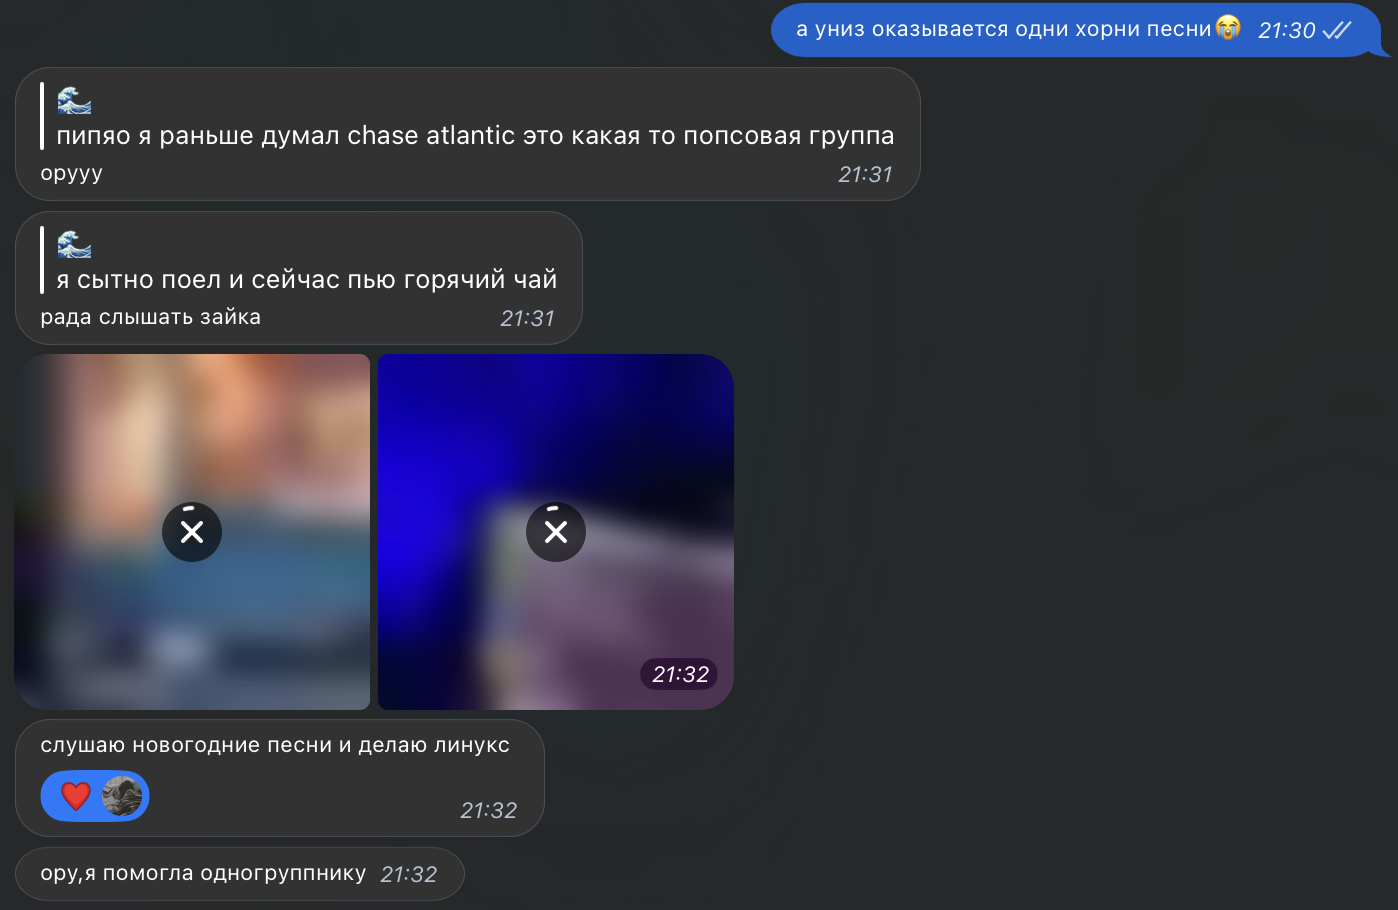 а униз оказывается одни хорни песни😭 21:30
🌊
пипяо я раньше думал chase atlantic это какая то попсовая группа
орууу 21:31
🌊
я сытно поел и сейчас пью горячий чай
рада слышать зайка 21:31
21:32
слушаю новогодние песни и делаю линукс
❤️ 21:32
ору,я помогла одногруппнику 21:32